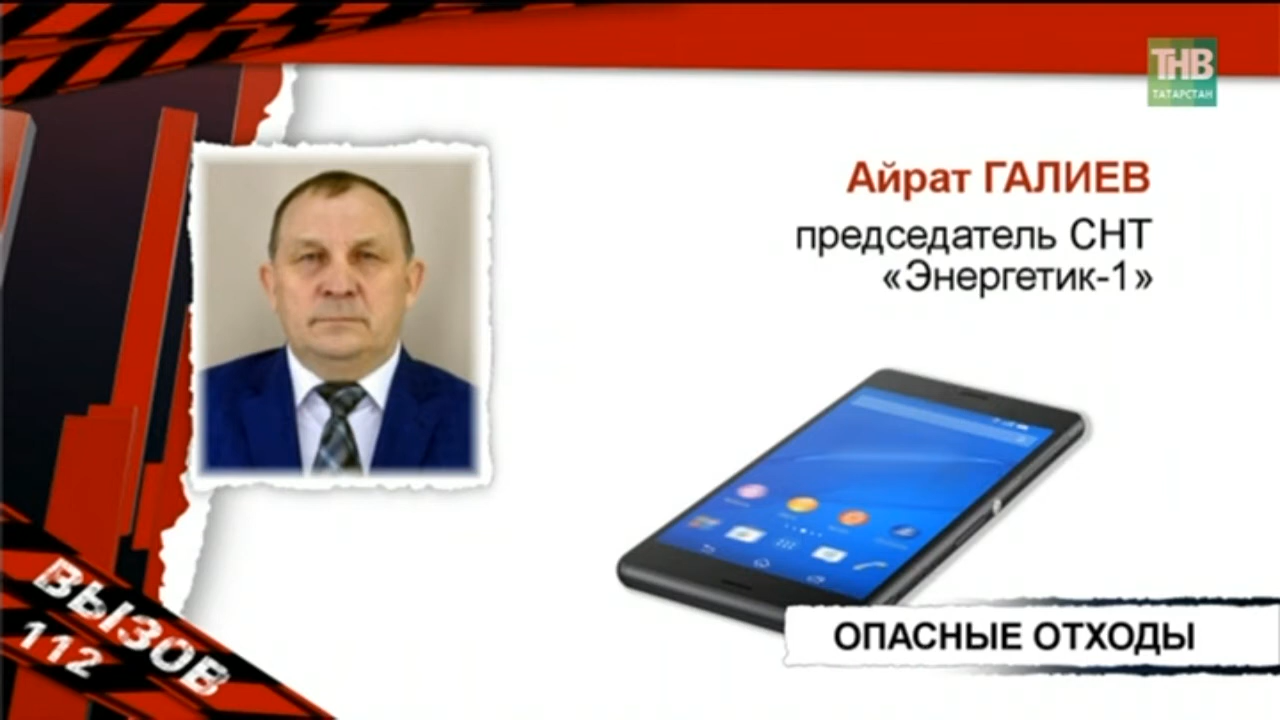 ТНВ
ТАТАРСТАН
Айрат ГАЛИЕВ
председатель СНТ
«Энергетик-1»
ОПАСНЫЕ ОТХОДЫ
ВЫЗОВ
112